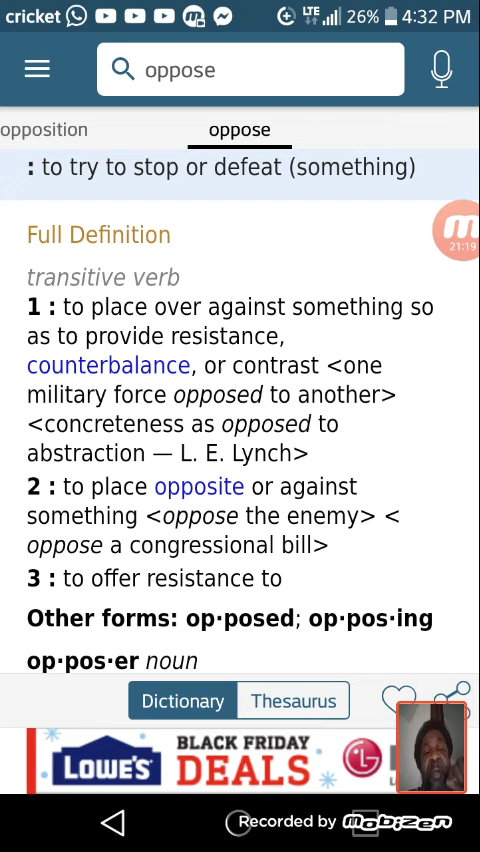 cricket LTE 26% 4:32 PM
oppose
opposition oppose
: to try to stop or defeat (something)
Full Definition
21:19
transitive verb
1 : to place over against something so
as to provide resistance,
counterbalance, or contrast <one
military force opposed to another>
<concreteness as opposed to
abstraction — L. E. Lynch>
2 : to place opposite or against
something <oppose the enemy> <
oppose a congressional bill>
3 : to offer resistance to
Other forms: op·posed; op·pos·ing
op·pos·er noun
Dictionary Thesaurus
LOWE'S BLACK FRIDAY
DEALS LG
Recorded by Mobizen